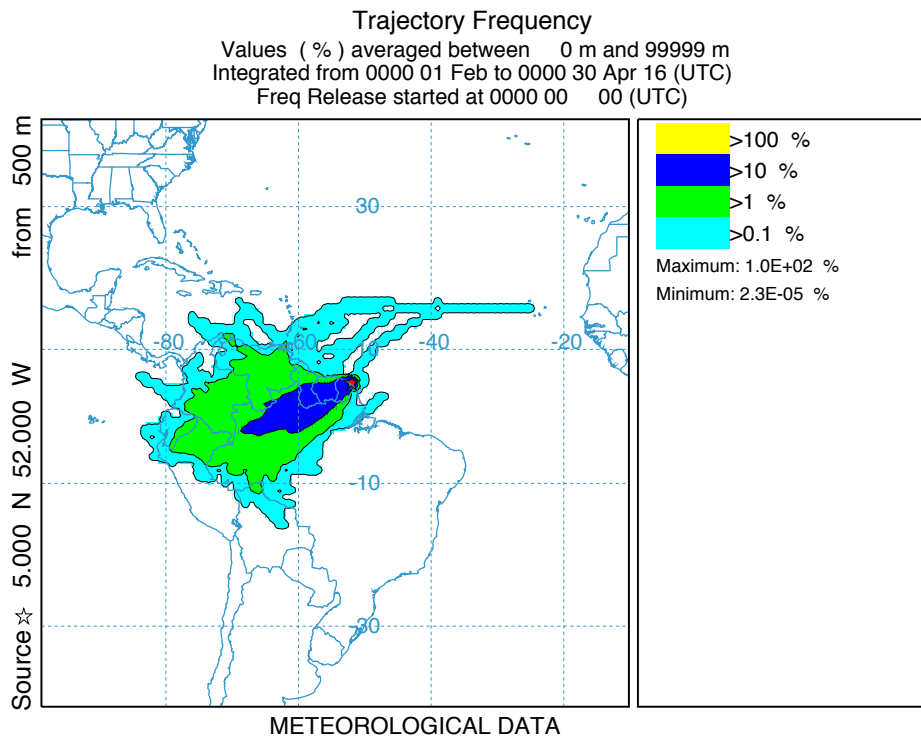 Trajectory Frequency
Values ( % ) averaged between 0 m and 99999 m
Integrated from 0000 01 Feb to 0000 30 Apr 16 (UTC)
Freq Release started at 0000 00 00 (UTC)
Source ☆ 5.000 N 52.000 W from 500 m
30
-80
-60
-40
-20
10
-10
-30
>100 %
>10 %
>1 %
>0.1 %
Maximum: 1.0E+02 %
Minimum: 2.3E-05 %
METEOROLOGICAL DATA